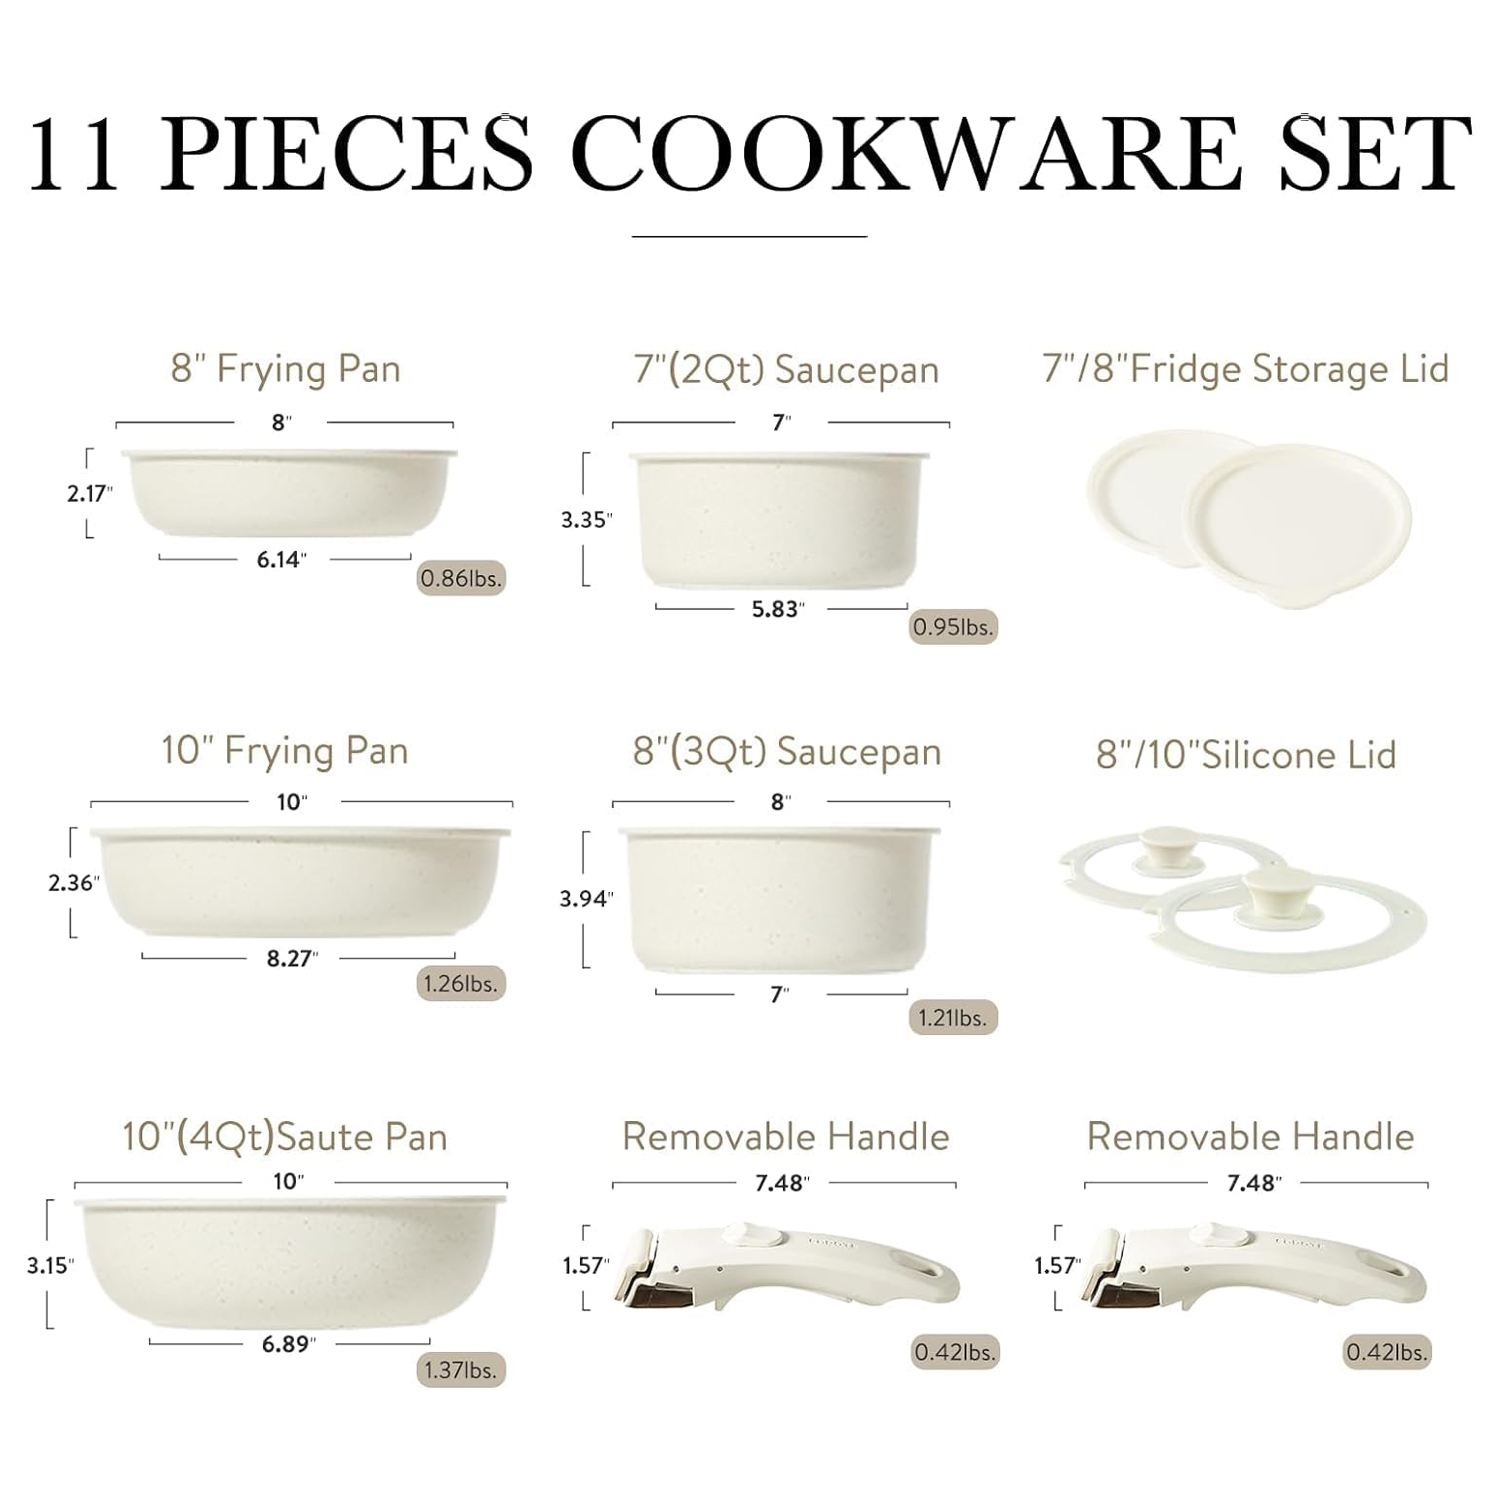 11 PIECES COOKWARE SET
8" Frying Pan
8"
2.17"
6.14"
0.86lbs.
7"(2Qt) Saucepan
7"
3.35"
5.83"
0.95lbs.
7"/8"Fridge Storage Lid
10" Frying Pan
10"
2.36"
8.27"
1.26lbs.
8"(3Qt) Saucepan
8"
3.94"
7"
1.21lbs.
8"/10"Silicone Lid
10"(4Qt)Saute Pan
10"
3.15"
6.89"
1.37lbs.
Removable Handle
7.48"
1.57"
0.42lbs.
Removable Handle
7.48"
1.57"
0.42lbs.